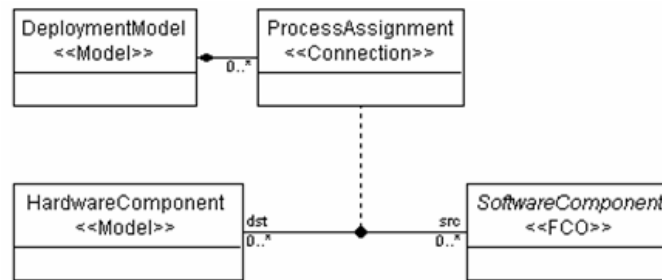 DeploymentModel
<<Model>>
0..*
ProcessAssignment
<<Connection>>
HardwareComponent
<<Model>>
dst
0..*
src
0..*
SoftwareComponent
<<FCO>>